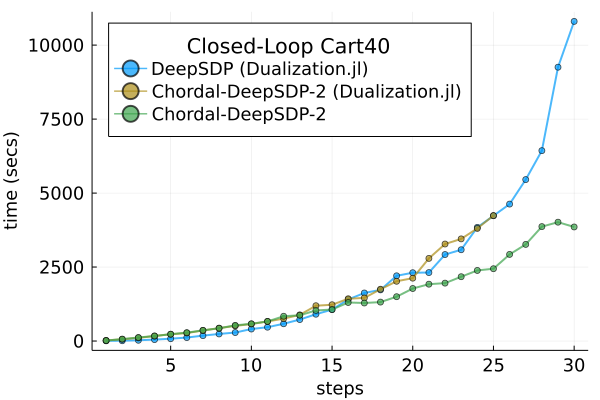 Closed-Loop Cart40
DeepSDP (Dualization.jl)
Chordal-DeepSDP-2 (Dualization.jl)
Chordal-DeepSDP-2
time (secs)
10000
7500
5000
2500
0
5 10 15 20 25 30
steps